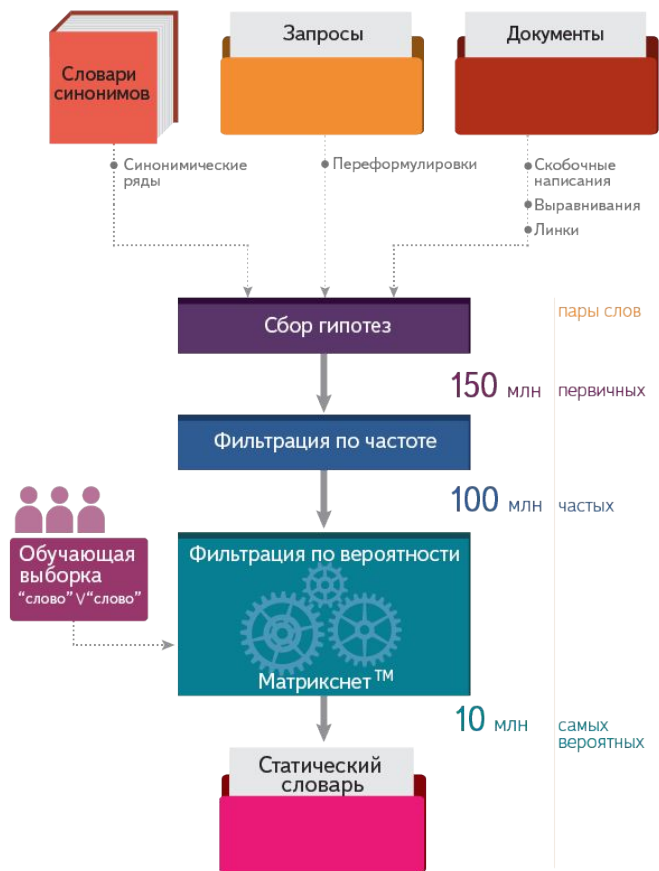 Словари
синонимов
Запросы
Документы
Синонимические
ряды
Переформулировки
Скобочные
написания
Выравнивания
Линки
Сбор гипотез
пары слов
150 млн первичных
Фильтрация по частоте
100 млн частых
Обучающая
выборка
“слово” V“слово”
Фильтрация по вероятности
Матрикснет™
10 млн самых
вероятных
Статический
словарь